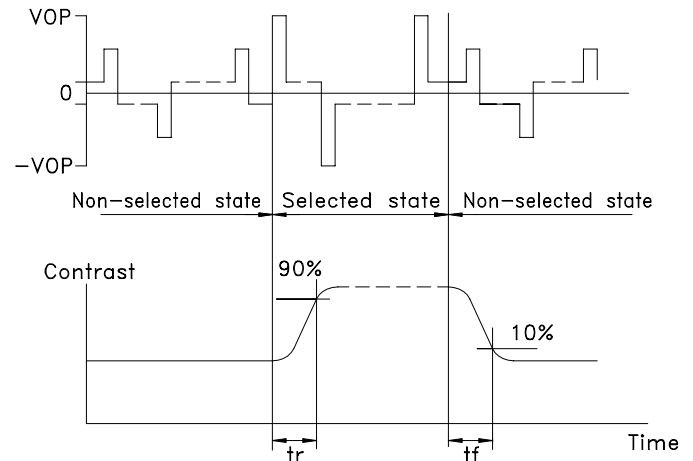 VOP
0
-VOP
Non-selected state
Selected state
Non-selected state
Contrast
90%
10%
tr
tf
Time